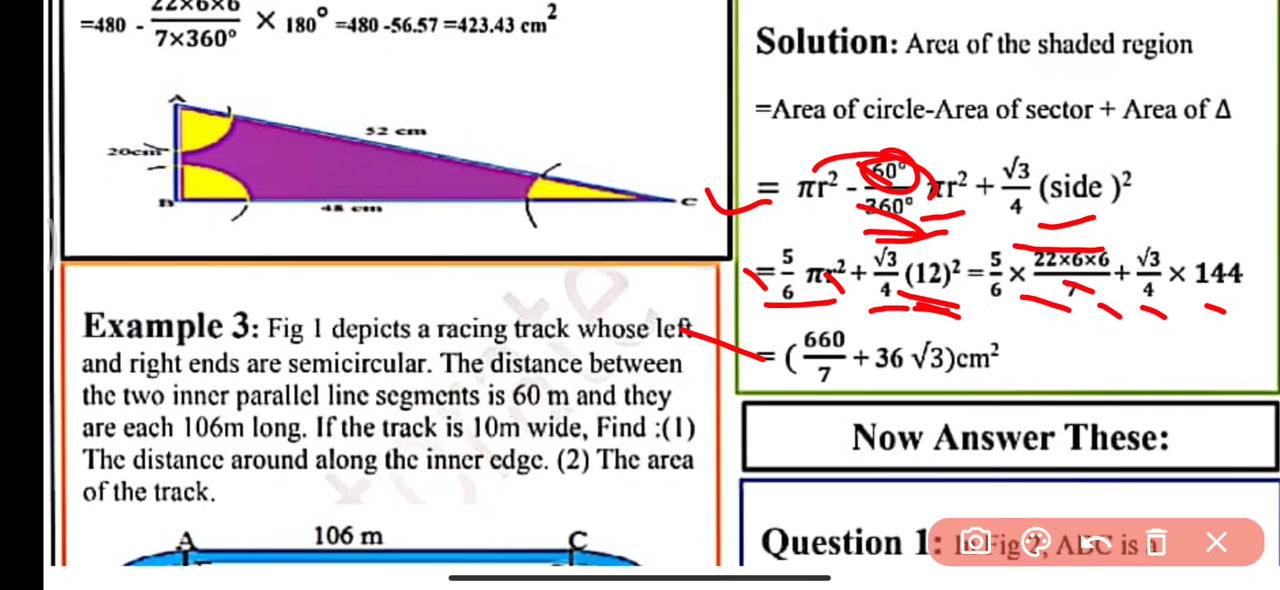 =480 - 22×6×6 / 7×360° × 180° =480 -56.57 =423.43 cm²
A
52 cm
20cm
B
48 cm
C
Example 3: Fig 1 depicts a racing track whose left
and right ends are semicircular. The distance between
the two inner parallel line segments is 60 m and they
are each 106m long. If the track is 10m wide, Find :(1)
The distance around along the inner edge. (2) The area
of the track.
A
106 m
C
Solution: Area of the shaded region
=Area of circle-Area of sector + Area of Δ
= πr² - 60°/360° πr² + √3/4 (side )²
= 5/6 πr² + √3/4 (12)² = 5/6 × 22×6×6/7 + √3/4 × 144
= (660/7 + 36 √3)cm²
Now Answer These:
Question 1: In Fig 2, ABC is a